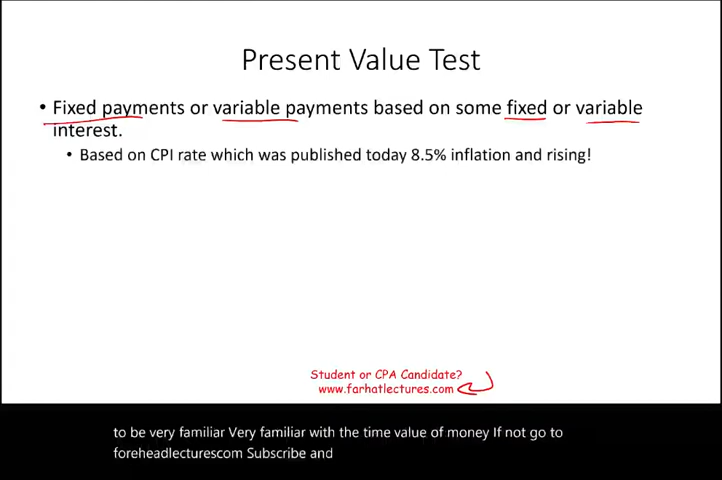 Present Value Test
• Fixed payments or variable payments based on some fixed or variable
interest.
• Based on CPI rate which was published today 8.5% inflation and rising!
Student or CPA Candidate?
www.farhatlectures.com
to be very familiar Very familiar with the time value of money If not go to
foreheadlecturescom Subscribe and